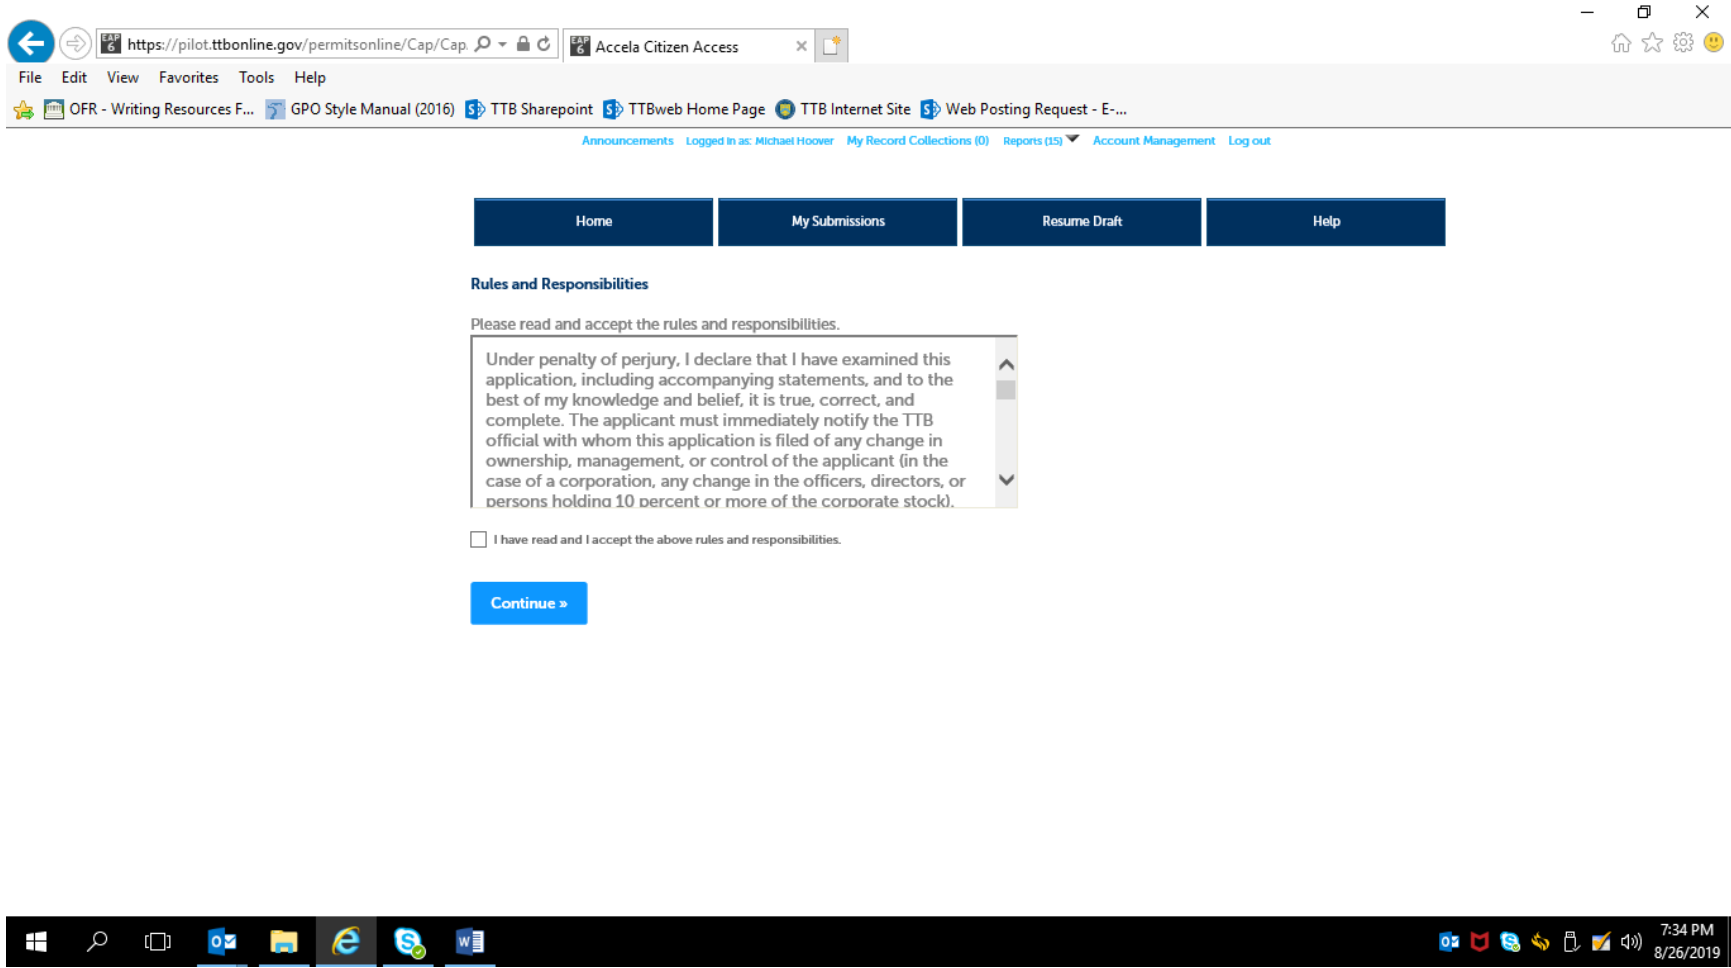 https://pilot.ttbonline.gov/permitsonline/Cap/Cap.
Accela Citizen Access
File Edit View Favorites Tools Help
OFR - Writing Resources F... GPO Style Manual (2016) TTB Sharepoint TTBweb Home Page TTB Internet Site Web Posting Request - E-...
Announcements Logged in as: Michael Hoover My Record Collections (0) Reports (15) Account Management Log out
Home My Submissions Resume Draft Help
Rules and Responsibilities
Please read and accept the rules and responsibilities.
Under penalty of perjury, I declare that I have examined this
application, including accompanying statements, and to the
best of my knowledge and belief, it is true, correct, and
complete. The applicant must immediately notify the TTB
official with whom this application is filed of any change in
ownership, management, or control of the applicant (in the
case of a corporation, any change in the officers, directors, or
persons holding 10 percent or more of the corporate stock).
I have read and I accept the above rules and responsibilities.
Continue »
7:34 PM
8/26/2019